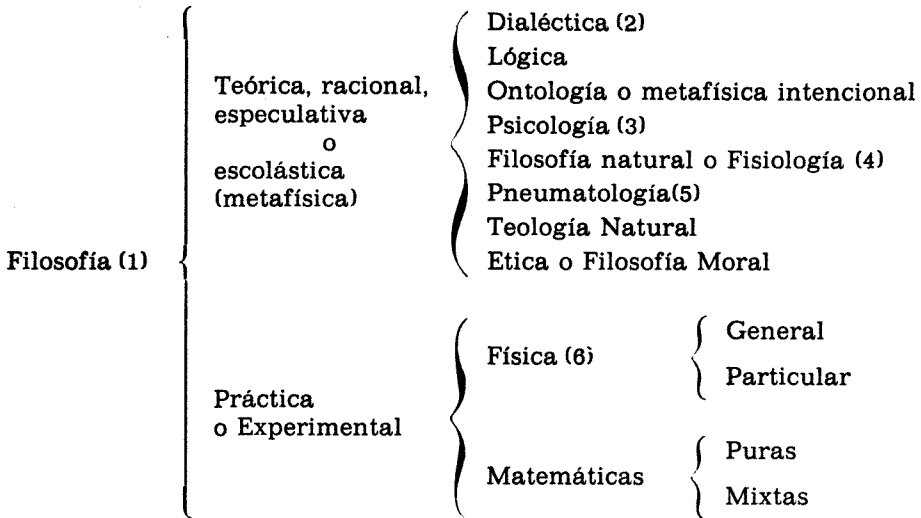 Filosofía (1)
Teórica, racional,
especulativa
o
escolástica
(metafísica)
Dialéctica (2)
Lógica
Ontología o metafísica intencional
Psicología (3)
Filosofía natural o Fisiología (4)
Pneumatología(5)
Teología Natural
Etica o Filosofía Moral
Práctica
o Experimental
Física (6)
General
Particular
Matemáticas
Puras
Mixtas